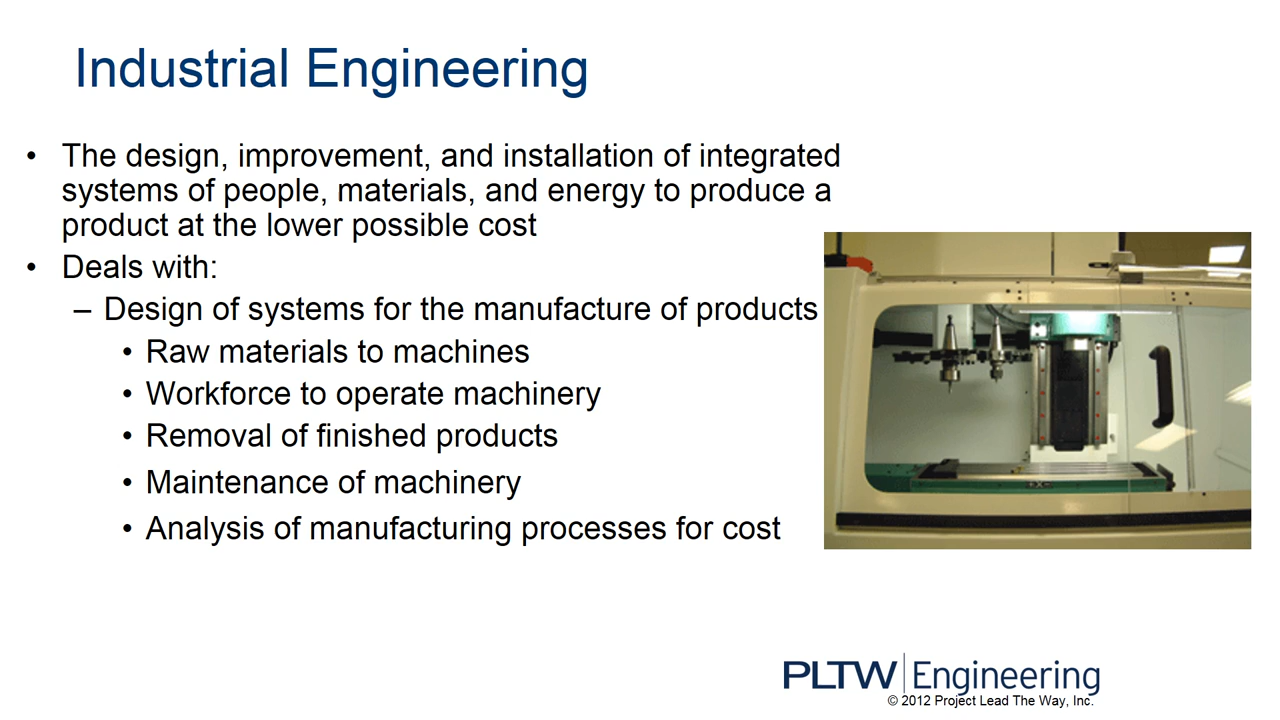 Industrial Engineering
• The design, improvement, and installation of integrated
systems of people, materials, and energy to produce a
product at the lower possible cost
• Deals with:
– Design of systems for the manufacture of products
• Raw materials to machines
• Workforce to operate machinery
• Removal of finished products
• Maintenance of machinery
• Analysis of manufacturing processes for cost
PLTW Engineering
© 2012 Project Lead The Way, Inc.